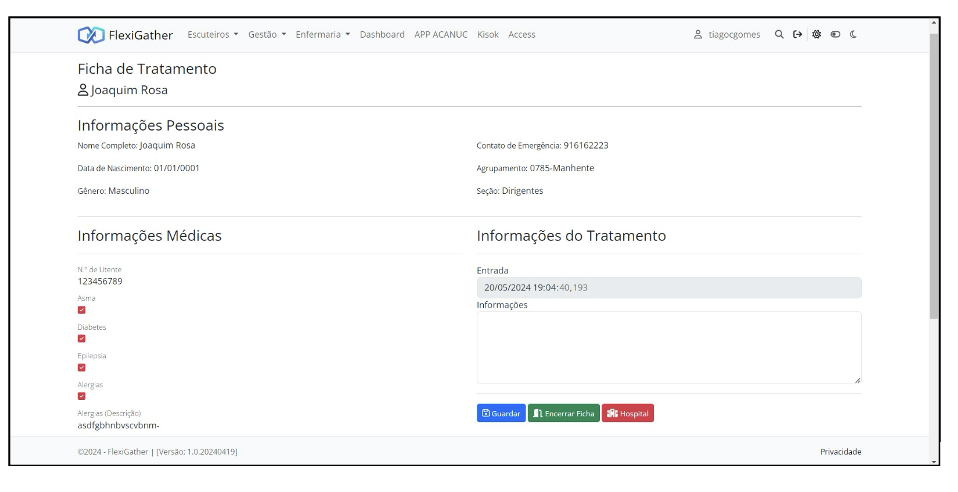 FlexiGather Escuteiros Gestão Enfermaria Dashboard APP ACANUC Kisok Access tiagocgomes
Ficha de Tratamento
Joaquim Rosa
Informações Pessoais
Nome Completo: Joaquim Rosa
Contato de Emergência: 916162223
Data de Nascimento: 01/01/0001
Agrupamento: 0785-Manhente
Gênero: Masculino
Seção: Dirigentes
Informações Médicas
N.º de Utente
123456789
Asma
Diabetes
Epilepsia
Alergias
Alergias (Descrição)
asdfgbhnbvscvbnm-
Informações do Tratamento
Entrada
20/05/2024 19:04:40,193
Informações
Guardar Encerrar Ficha Hospital
©2024 - FlexiGather | [Versão: 1.0.20240419] Privacidade